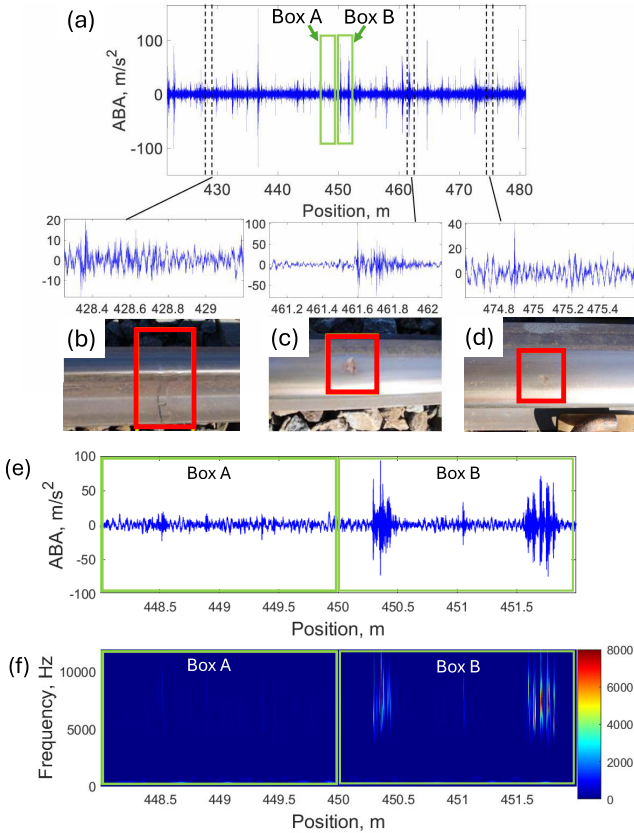 (a)
Box A Box B
ABA, m/s²
100
0
-100
430 440 450 460 470 480
Position, m
20
10
0
-10
428.4 428.6 428.8 429
100
50
0
-50
461.2 461.4 461.6 461.8 462
40
20
0
474.8 475 475.2 475.4
(b) (c) (d)
(e)
Box A Box B
ABA, m/s²
100
50
0
-50
-100
448.5 449 449.5 450 450.5 451 451.5
Position, m
(f)
Box A Box B
Frequency, Hz
10000
5000
0
448.5 449 449.5 450 450.5 451 451.5
Position, m
8000
6000
4000
2000
0